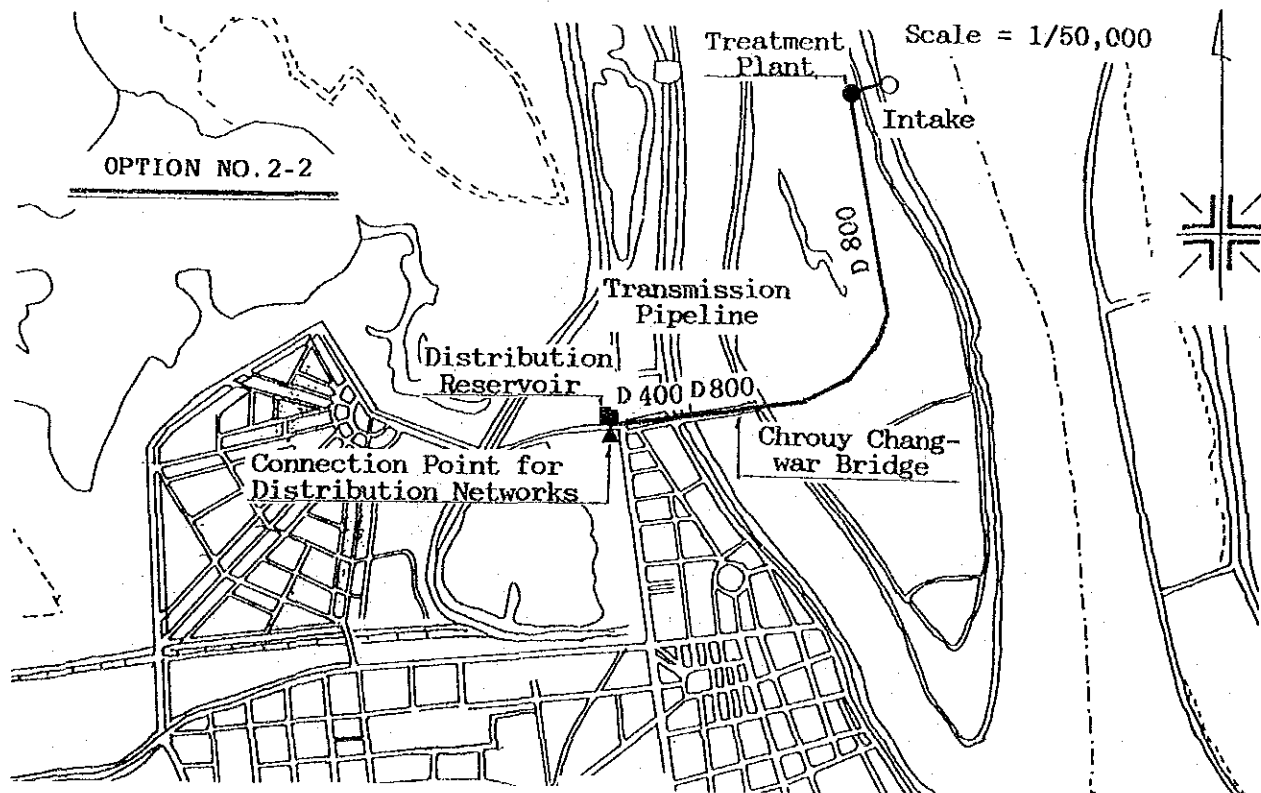 Treatment
Plant
Scale = 1/50,000
Intake
OPTION NO.2-2
D 800
Transmission
Pipeline
Distribution
Reservoir
D 400 D 800
Chrouy Chang-
war Bridge
Connection Point for
Distribution Networks